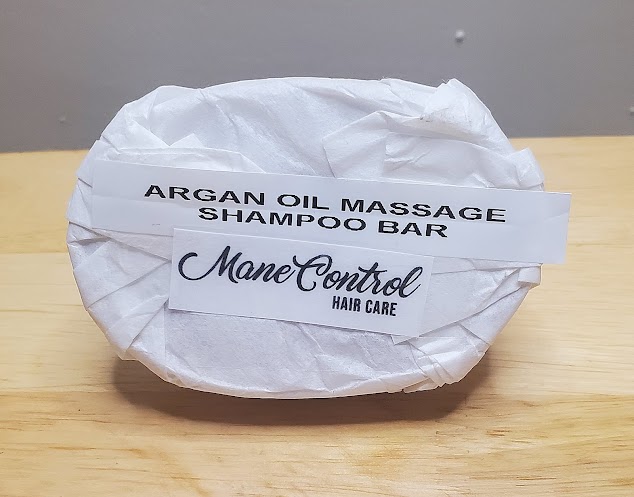 ARGAN OIL MASSAGE
SHAMPOO BAR
Mane Control
HAIR CARE